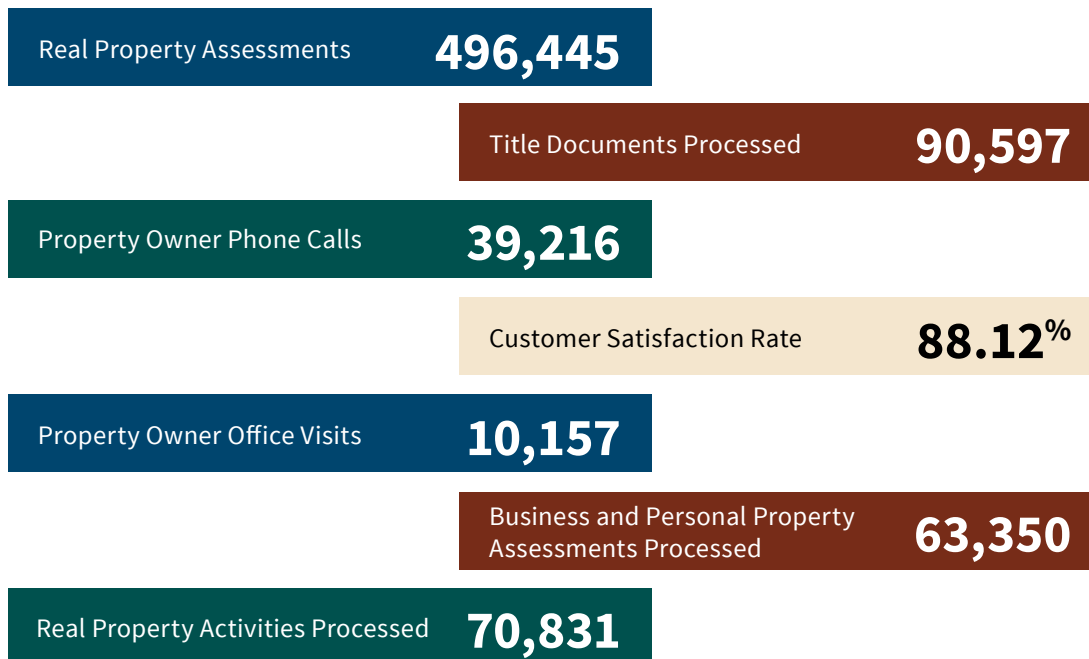 Real Property Assessments 496,445
Title Documents Processed 90,597
Property Owner Phone Calls 39,216
Customer Satisfaction Rate 88.12%
Property Owner Office Visits 10,157
Business and Personal Property
Assessments Processed 63,350
Real Property Activities Processed 70,831